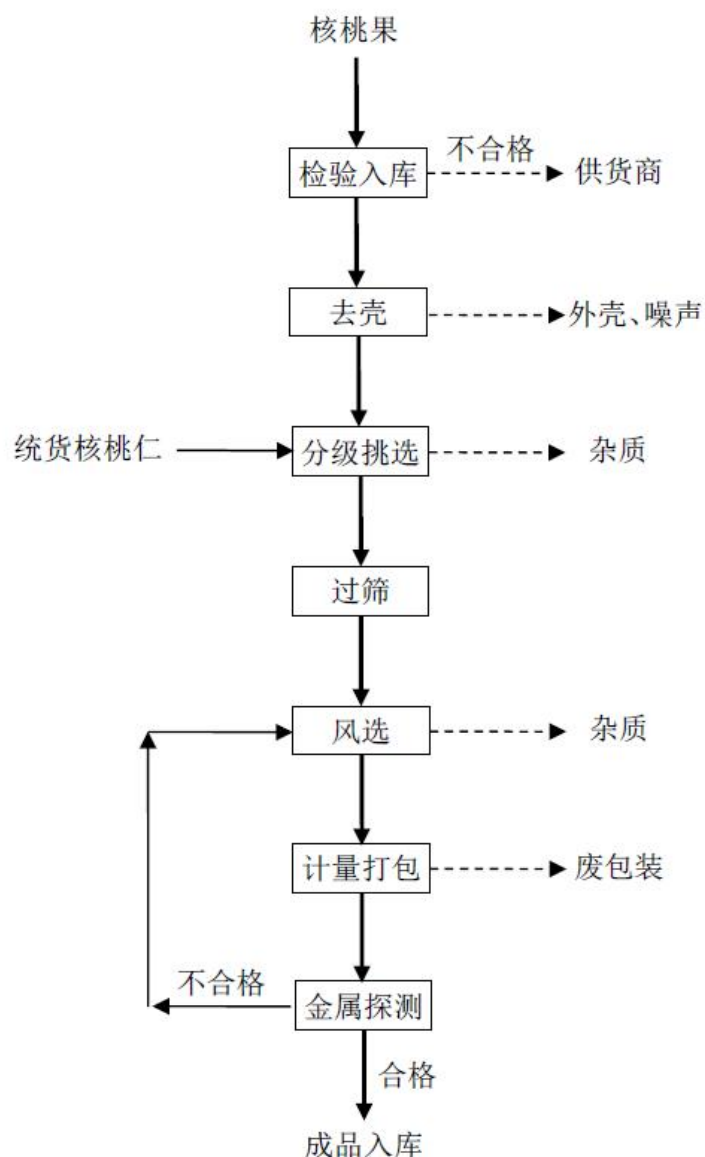 核桃果
不合格
检验入库
供货商
去壳
外壳、噪声
统货核桃仁
分级挑选
杂质
过筛
风选
杂质
计量打包
废包装
不合格
金属探测
合格
成品入库